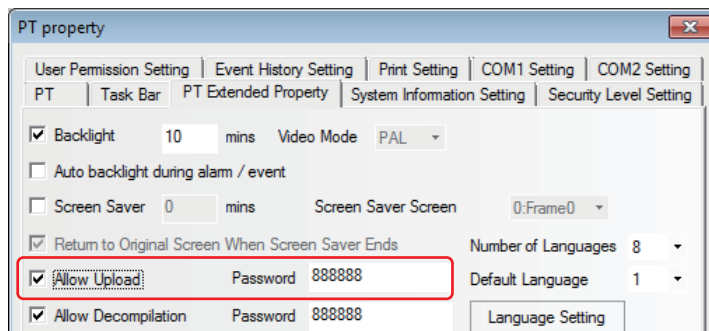 PT property
User Permission Setting Event History Setting Print Setting COM1 Setting COM2 Setting
PT Task Bar PT Extended Property System Information Setting Security Level Setting
Backlight 10 mins Video Mode PAL
Auto backlight during alarm / event
Screen Saver 0 mins Screen Saver Screen 0:Frame0
Return to Original Screen When Screen Saver Ends Number of Languages 8
Allow Upload Password 888888 Default Language 1
Allow Decompilation Password 888888 Language Setting